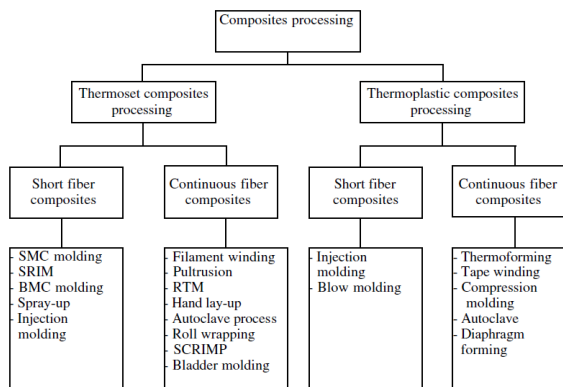 Composites processing
Thermoset composites
processing
Thermoplastic composites
processing
Short fiber
composites
Continuous fiber
composites
Short fiber
composites
Continuous fiber
composites
- SMC molding
- SRIM
- BMC molding
- Spray-up
- Injection
molding
- Filament winding
- Pultrusion
- RTM
- Hand lay-up
- Autoclave process
- Roll wrapping
- SCRIMP
- Bladder molding
- Injection
molding
- Blow molding
- Thermoforming
- Tape winding
- Compression
molding
- Autoclave
- Diaphragm
forming